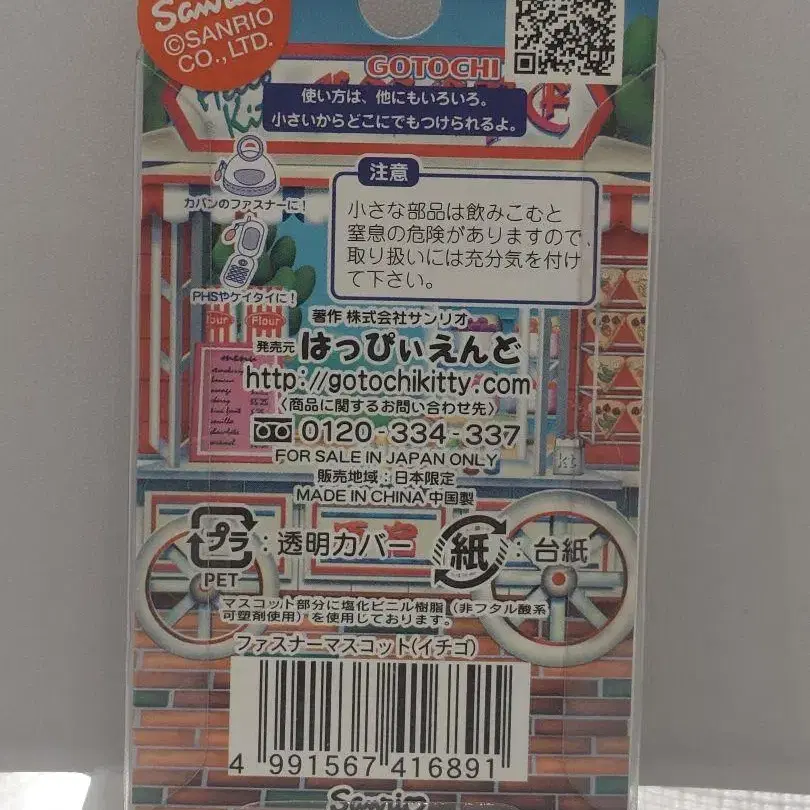 Sanrio
©SANRIO
CO., LTD.
GOTOCHI
使い方は、他にもいろいろ。
小さいからどこにでもつけられるよ。
注意
カバンのファスナーに!
小さな部品は飲みこむと
窒息の危険がありますので、
取り扱いには充分気を付け
て下さい。
PHSやケイタイに!
Flour
著作 株式会社サンリオ
発売元 はっぴぃえんど
http://gotochikitty.com
〈商品に関するお問い合わせ先〉
0120-334-337
FOR SALE IN JAPAN ONLY
販売地域:日本限定
MADE IN CHINA 中国製
プラ:透明カバー
PET
紙:台紙
マスコット部分に塩化ビニル樹脂(非フタル酸系
可塑剤使用)を使用しております。
ファスナーマスコット(イチゴ)
4 991567 416891
Sanrio